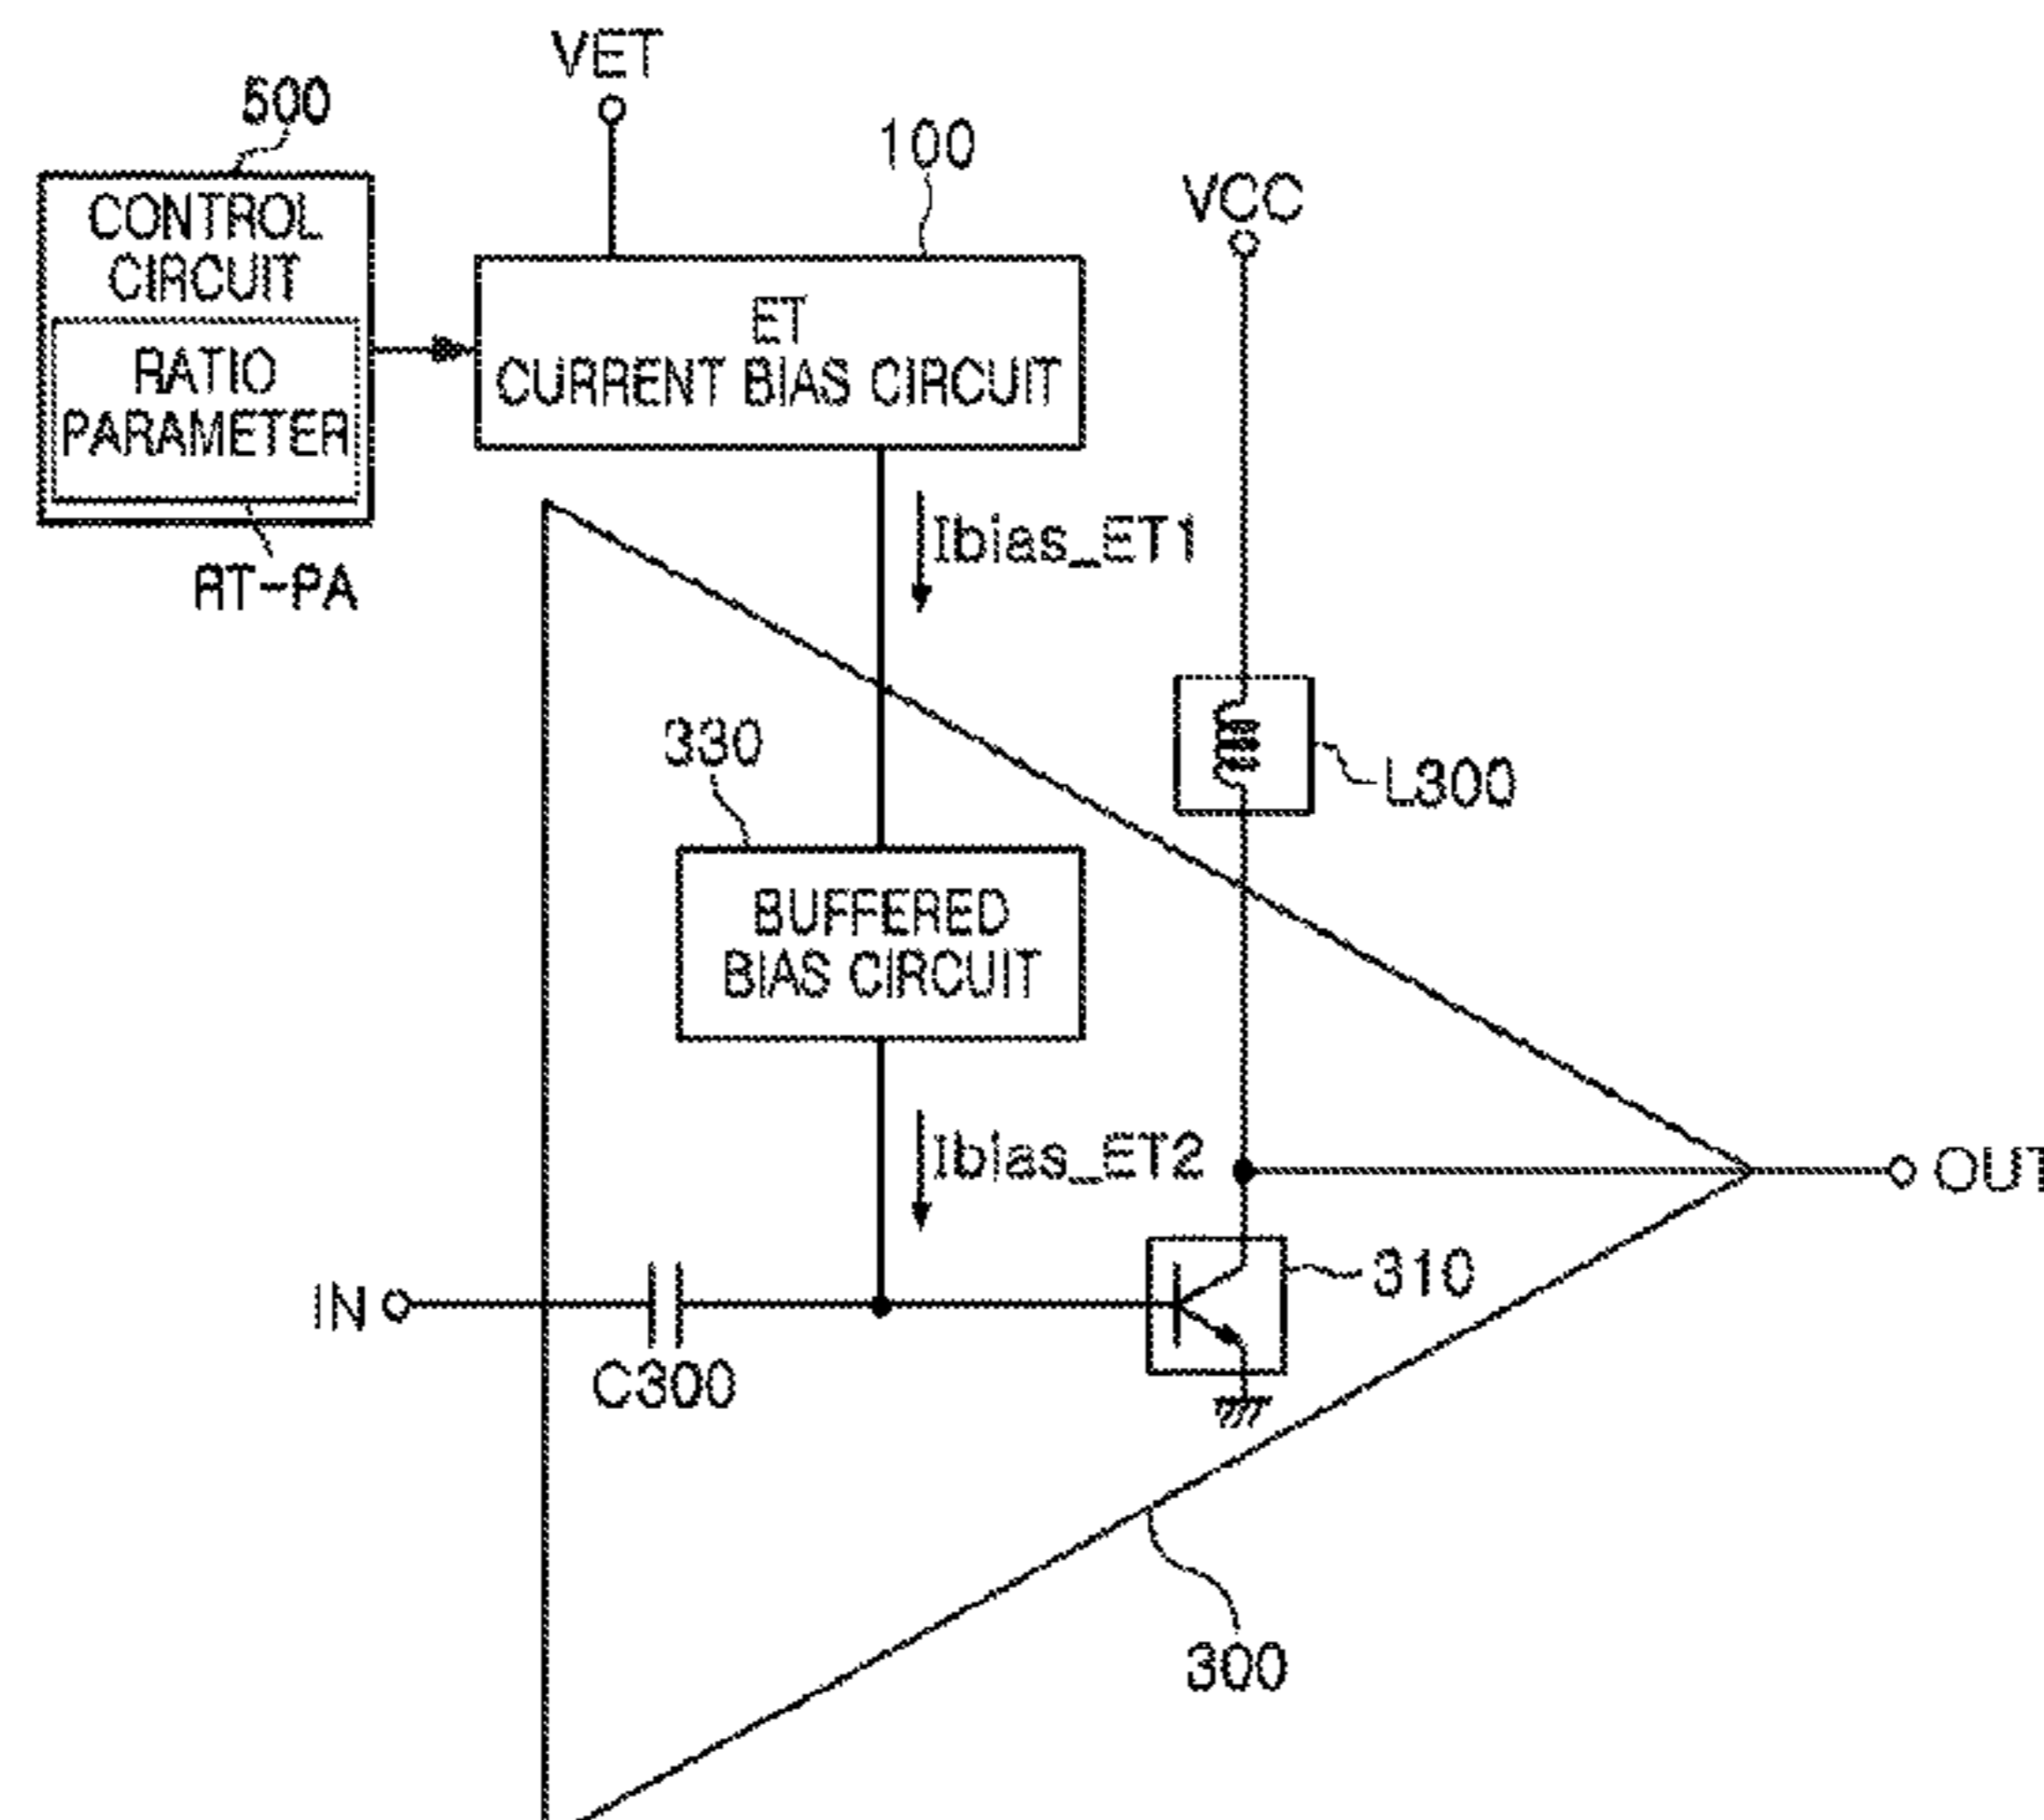 VET
500
100
CONTROL
CIRCUIT
VCC
ET
CURRENT BIAS CIRCUIT
RATIO
PARAMETER
Ibias_ET1
RT-PA
330
L300
BUFFERED
BIAS CIRCUIT
Ibias_ET2
OUT
310
IN
C300
300